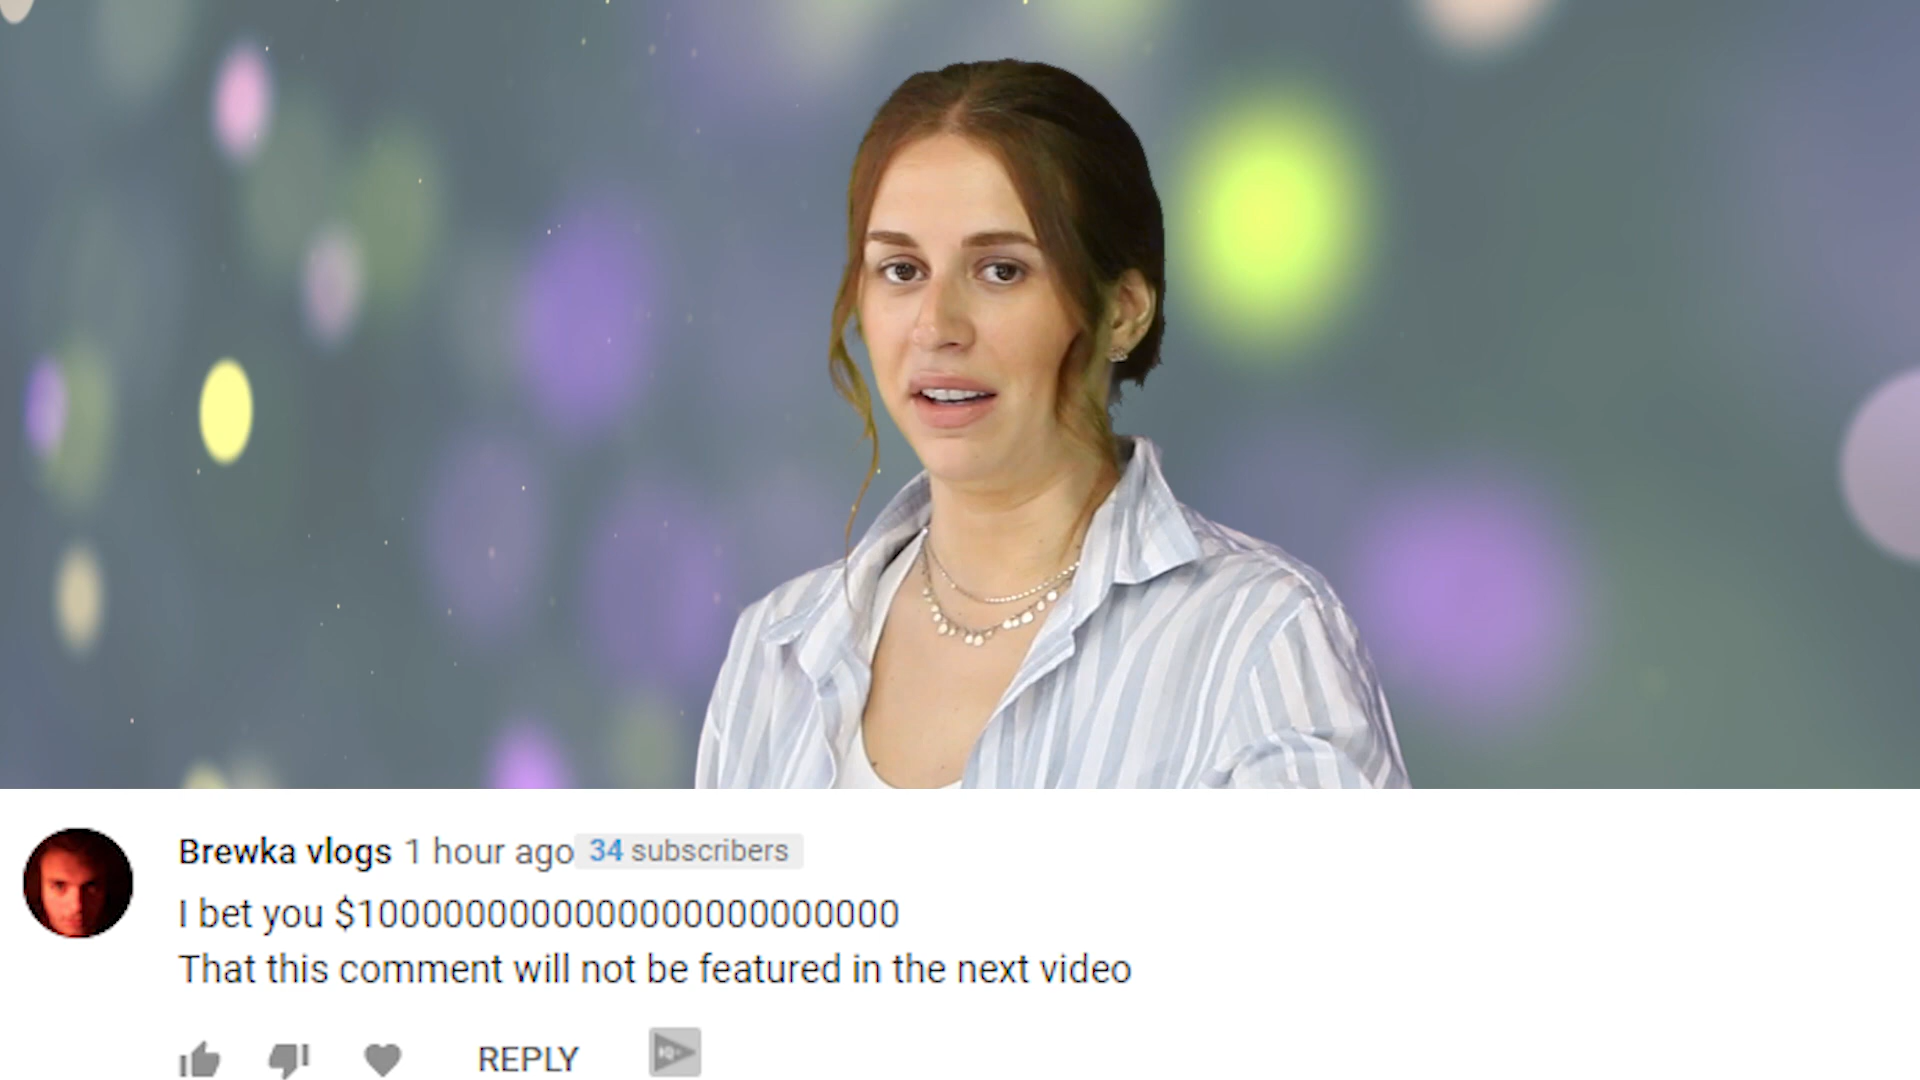 Brewka vlogs 1 hour ago 34 subscribers
I bet you $1000000000000000000000000
That this comment will not be featured in the next video
REPLY